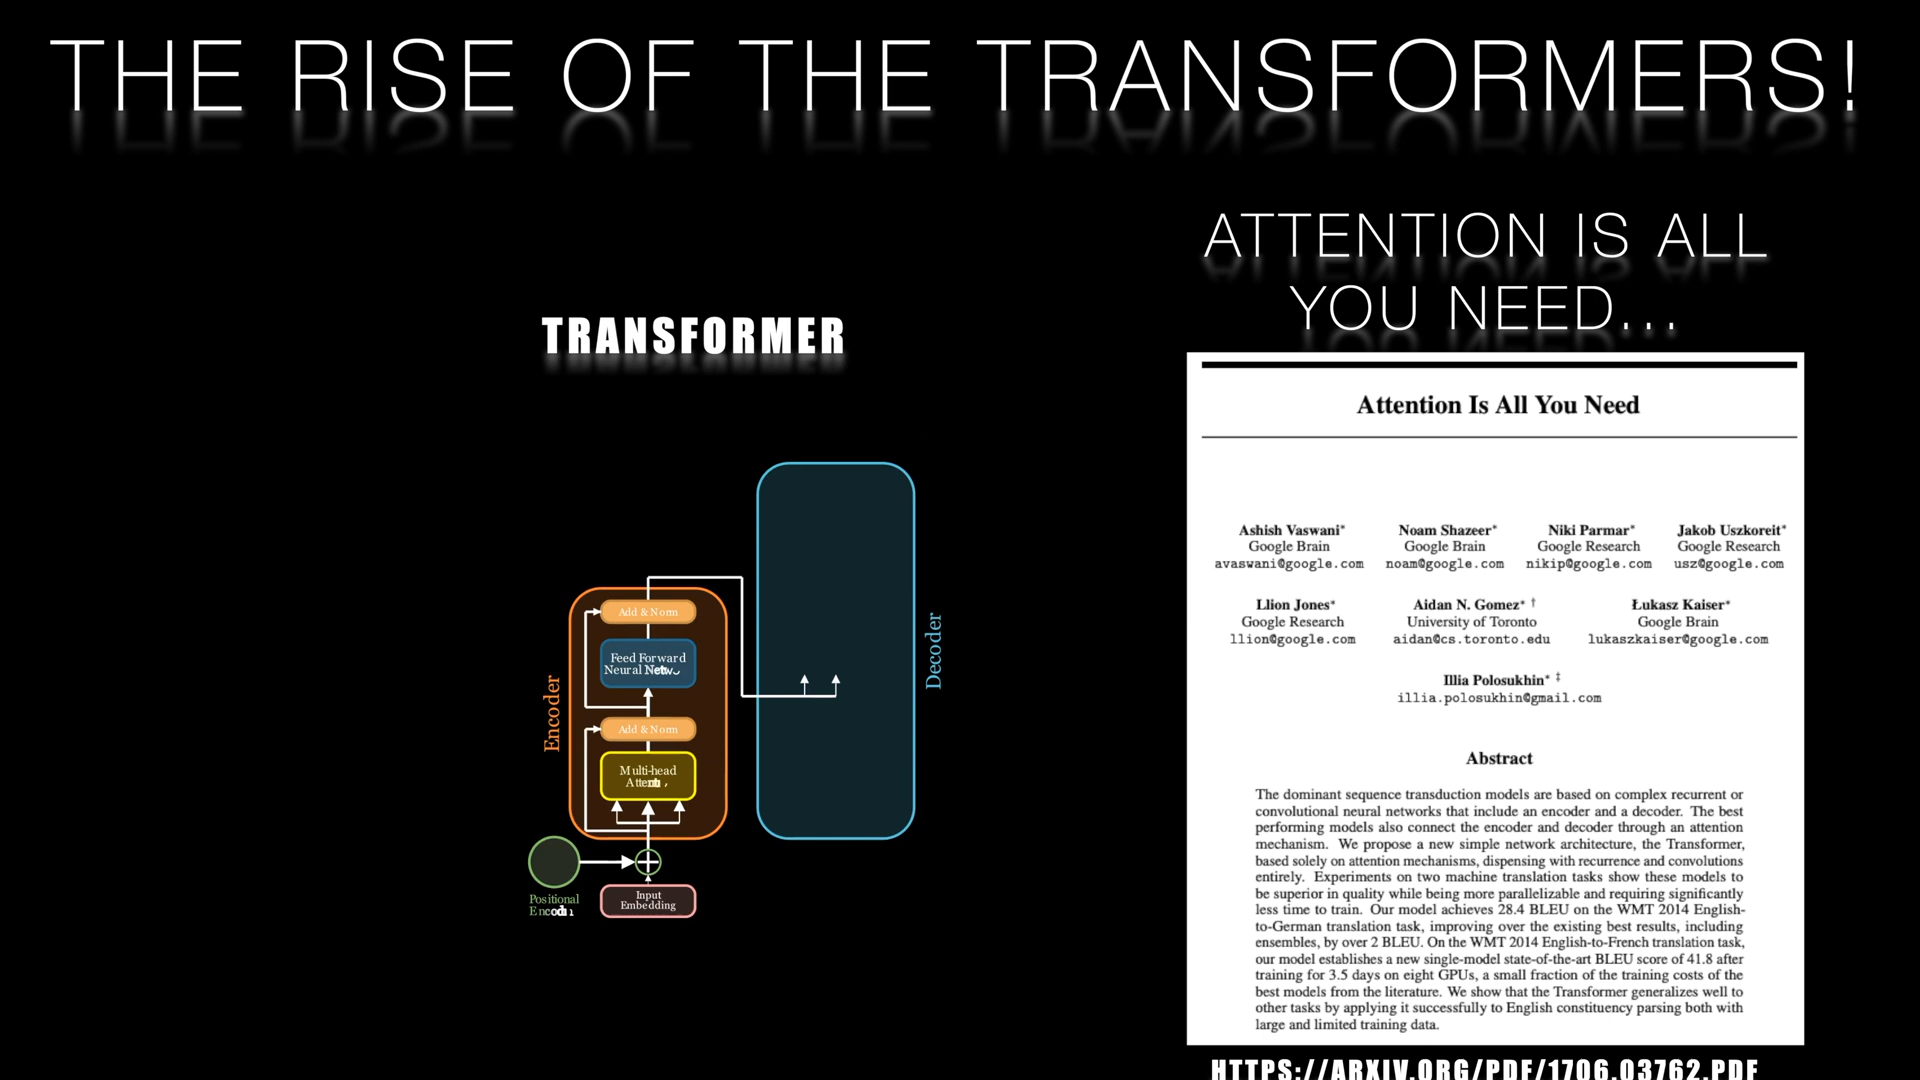 THE RISE OF THE TRANSFORMERS!
TRANSFORMER
Encoder
Add & Norm
Feed Forward
Neural
Add & Norm
Multi-head
Positional
Input
Embedding
Decoder
ATTENTION IS ALL
YOU NEED...
Attention Is All You Need
Ashish Vaswani* Noam Shazeer* Niki Parmar* Jakob Uszkoreit*
Google Brain Google Brain Google Research Google Research
avaswani@google.com noam@google.com nikip@google.com usz@google.com
Llion Jones* Aidan N. Gomez* † Łukasz Kaiser*
Google Research University of Toronto Google Brain
llion@google.com aidan@cs.toronto.edu lukaszkaiser@google.com
Illia Polosukhin* ‡
illia.polosukhin@gmail.com
Abstract
The dominant sequence transduction models are based on complex recurrent or
convolutional neural networks that include an encoder and a decoder. The best
performing models also connect the encoder and decoder through an attention
mechanism. We propose a new simple network architecture, the Transformer,
based solely on attention mechanisms, dispensing with recurrence and convolutions
entirely. Experiments on two machine translation tasks show these models to
be superior in quality while being more parallelizable and requiring significantly
less time to train. Our model achieves 28.4 BLEU on the WMT 2014 English-
to-German translation task, improving over the existing best results, including
ensembles, by over 2 BLEU. On the WMT 2014 English-to-French translation task,
our model establishes a new single-model state-of-the-art BLEU score of 41.8 after
training for 3.5 days on eight GPUs, a small fraction of the training costs of the
best models from the literature. We show that the Transformer generalizes well to
other tasks by applying it successfully to English constituency parsing both with
large and limited training data.
HTTPS://ARXIV.ORG/PDF/1706.03762.PDF